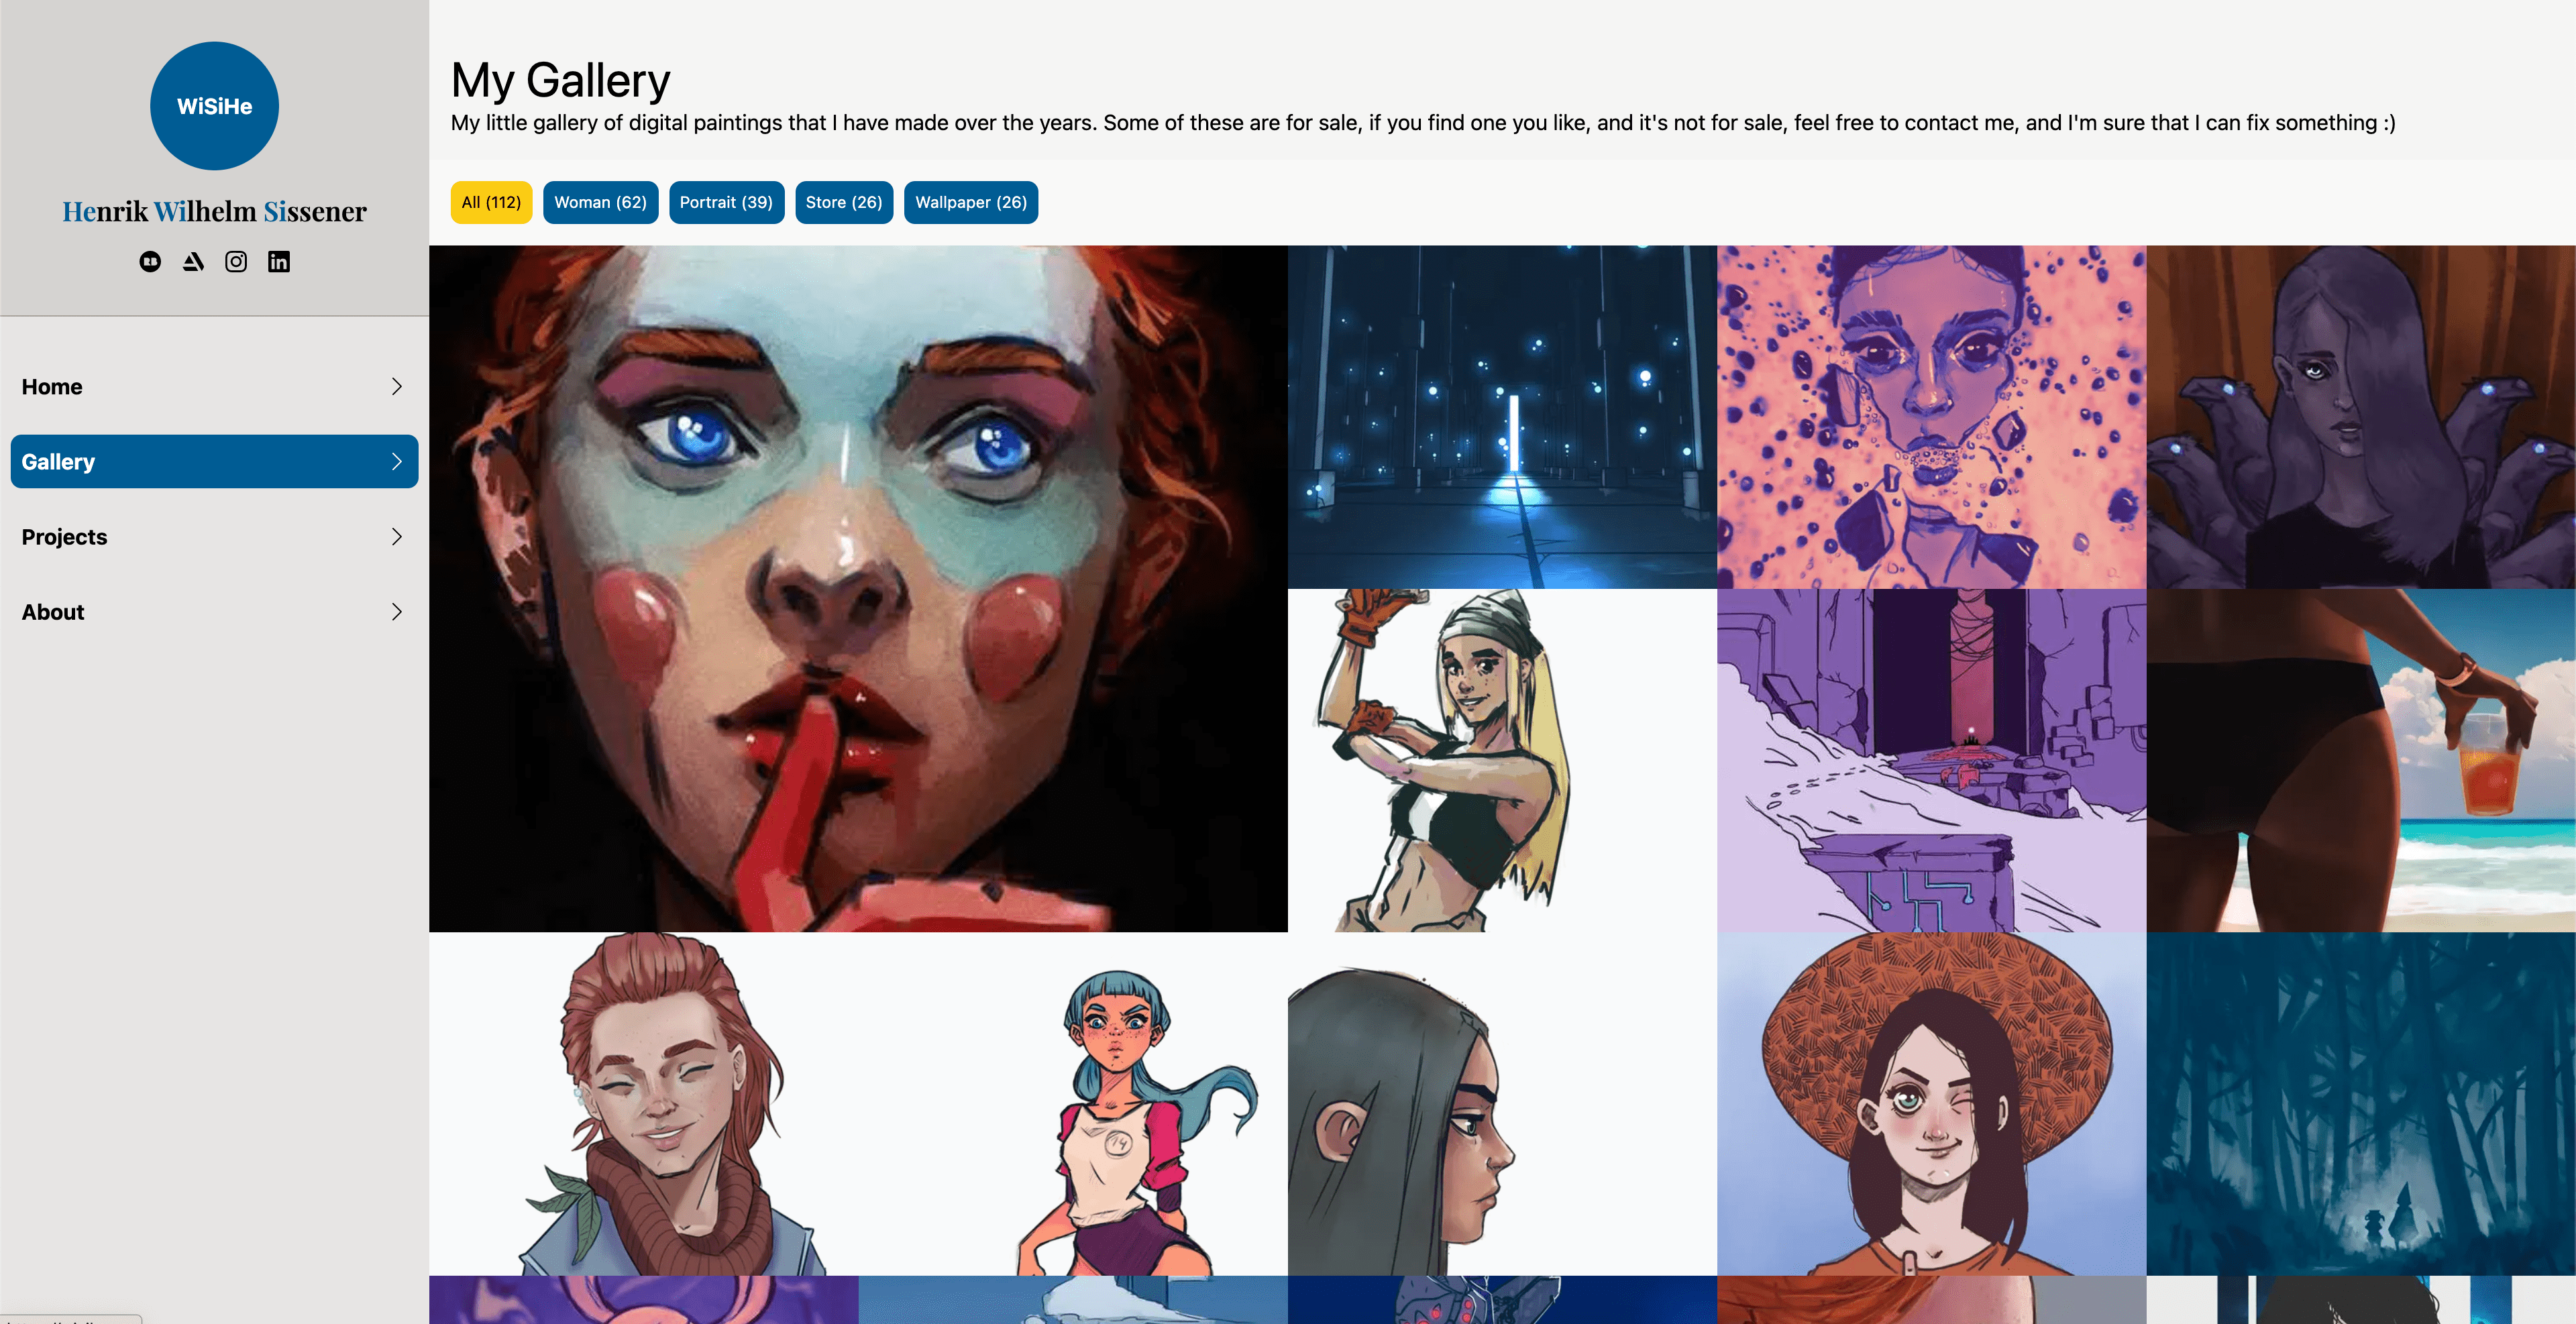 WiSiHe
Henrik Wilhelm Sissener
Home
Gallery
Projects
About
My Gallery
My little gallery of digital paintings that I have made over the years. Some of these are for sale, if you find one you like, and it's not for sale, feel free to contact me, and I'm sure that I can fix something :)
All (112)
Woman (62)
Portrait (39)
Store (26)
Wallpaper (26)
14